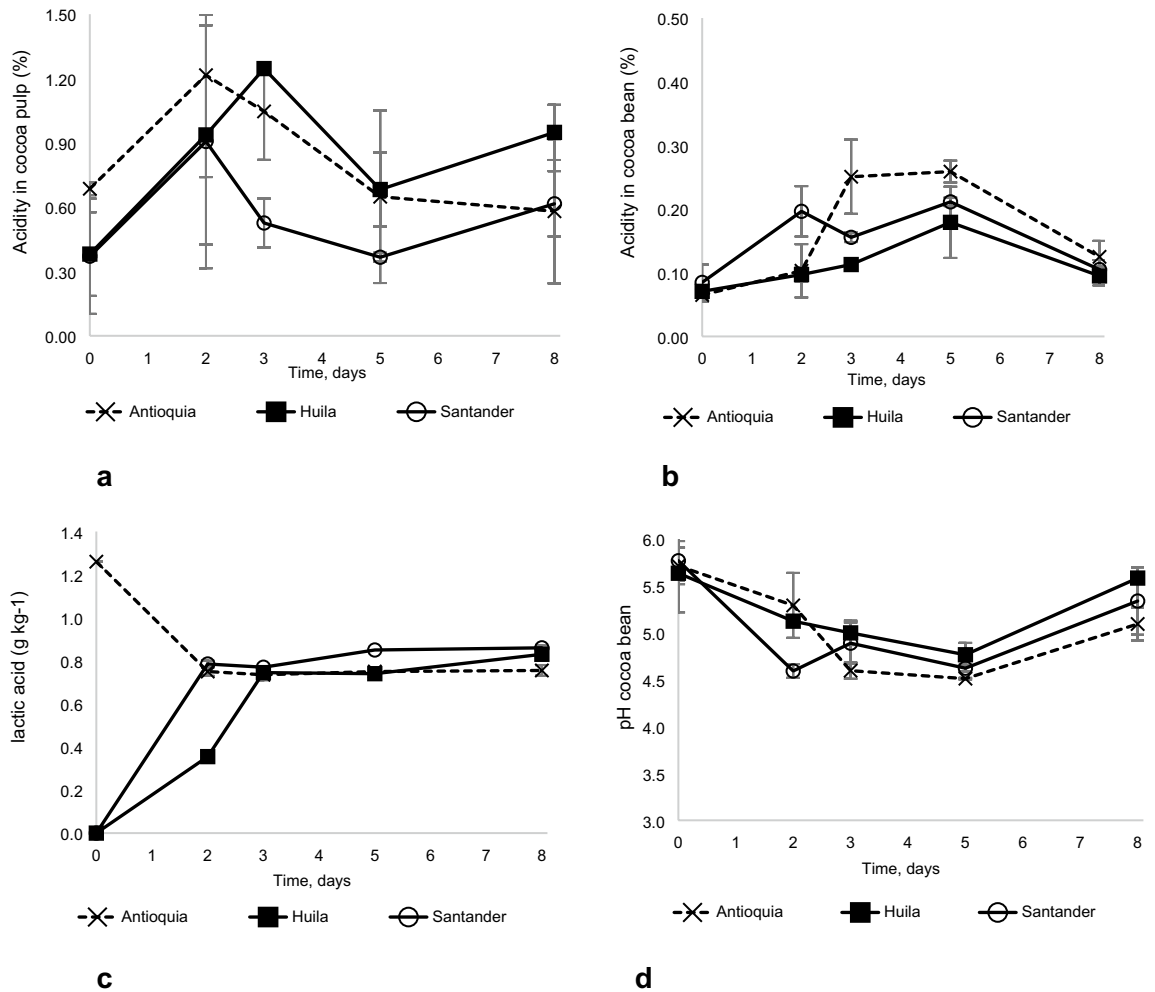 Acidity in cocoa pulp (%)
1.50
1.20
0.90
0.60
0.30
0.00
0 1 2 3 4 5 6 7 8
Time, days
Antioquia Huila Santander
a
Acidity in cocoa bean (%)
0.50
0.40
0.30
0.20
0.10
0.00
0 1 2 3 4 5 6 7 8
Time, days
Antioquia Huila Santander
b
lactic acid (g kg-1)
1.4
1.2
1.0
0.8
0.6
0.4
0.2
0.0
0 1 2 3 4 5 6 7 8
Time, days
Antioquia Huila Santander
c
pH cocoa bean
6.0
5.5
5.0
4.5
4.0
3.5
3.0
0 1 2 3 4 5 6 7 8
Time, days
Antioquia Huila Santander
d